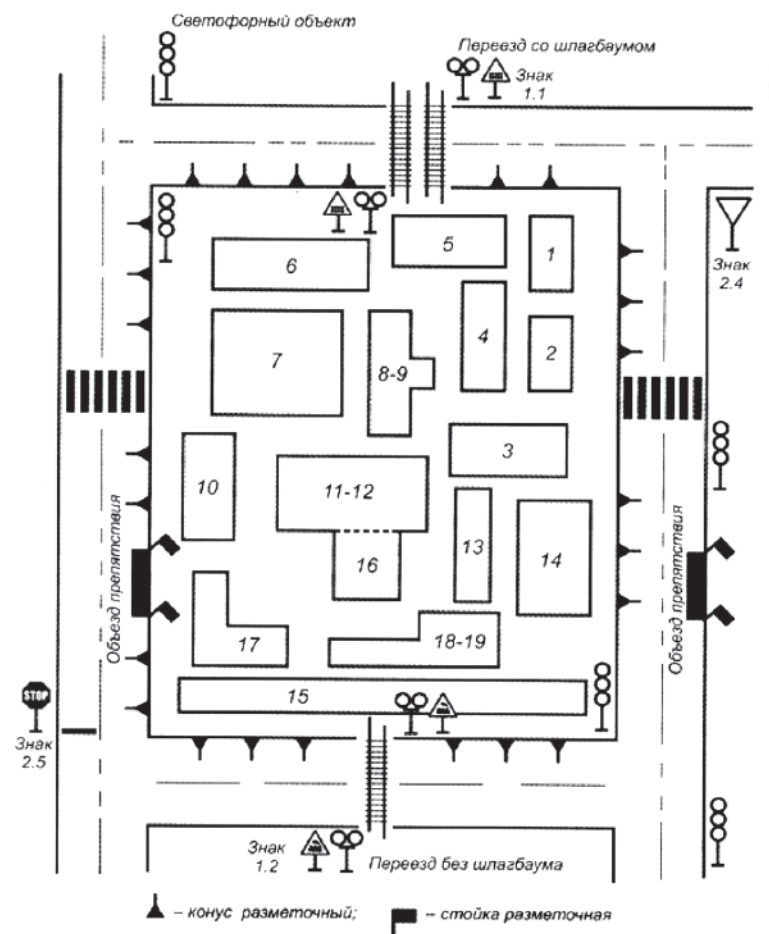 Светофорный объект
Переезд со шлагбаумом
Знак
1.1
5
1
6
Знак
2.4
4
7
2
8-9
3
10
11-12
13
14
16
Объезд препятствия
Объезд препятствия
17
18-19
15
STOP
Знак
2.5
Знак
1.2
Переезд без шлагбаума
– конус разметочный;
– стойка разметочная